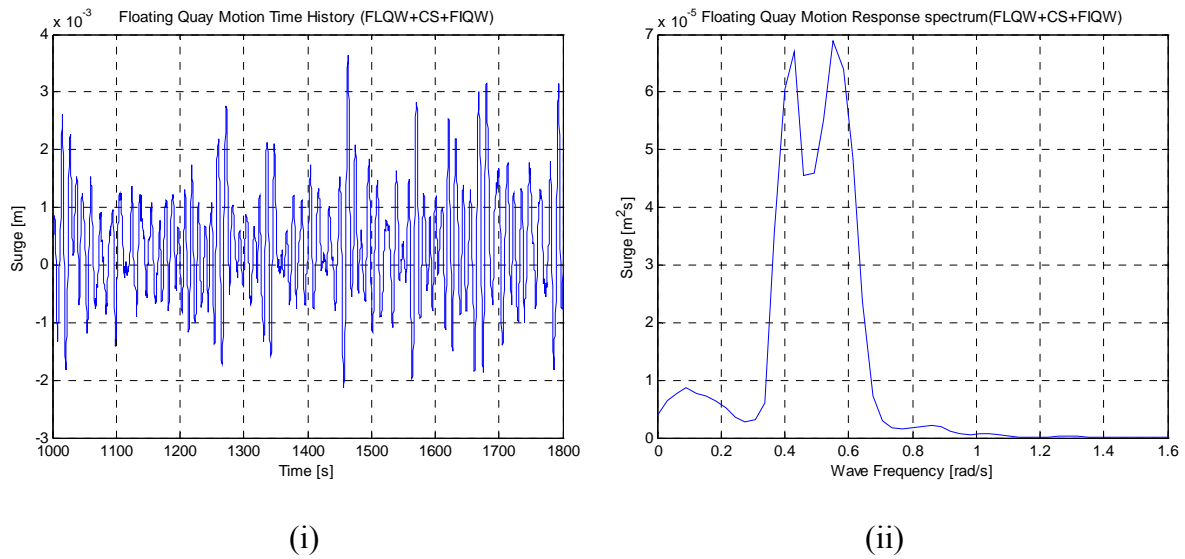 Floating Quay Motion Time History (FLQW+CS+FIQW)
x 10⁻³
4
3
2
1
0
-1
-2
-3
Surge [m]
1000 1100 1200 1300 1400 1500 1600 1700 1800
Time [s]
(i)
Floating Quay Motion Response spectrum(FLQW+CS+FIQW)
x 10⁻⁵
7
6
5
4
3
2
1
0
Surge [m²s]
0 0.2 0.4 0.6 0.8 1 1.2 1.4 1.6
Wave Frequency [rad/s]
(ii)